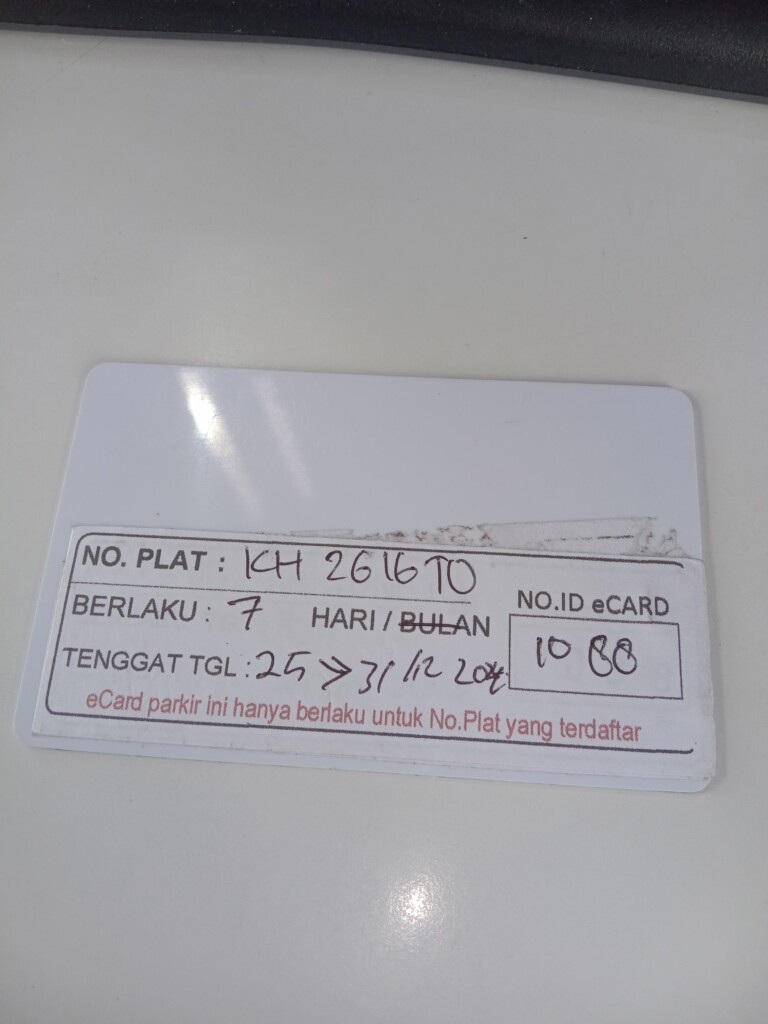 NO. PLAT : KH 2616 TO
BERLAKU : 7 HARI / BULAN
NO.ID eCARD
1088
TENGGAT TGL : 25 > 31/12
eCard parkir ini hanya berlaku untuk No.Plat yang terdaftar